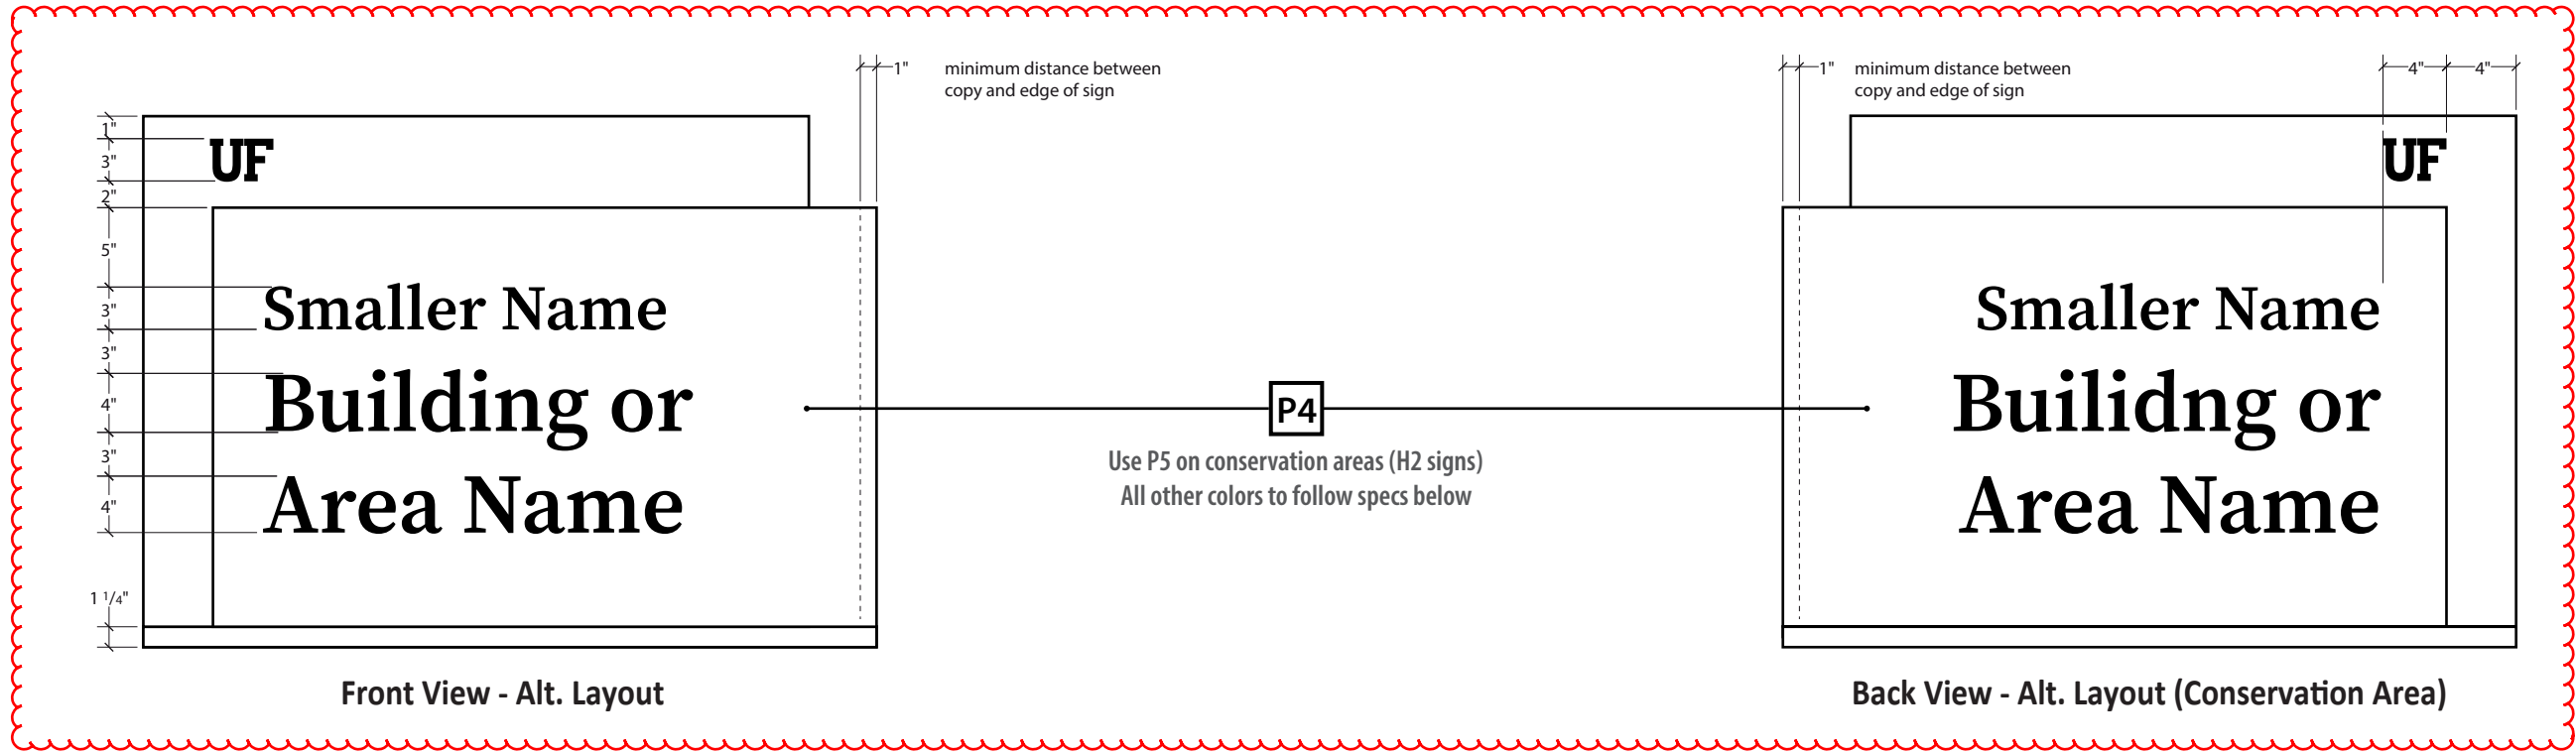 1" minimum distance between
copy and edge of sign
1" minimum distance between
copy and edge of sign
4" 4"
1"
3"
2"
5"
3"
3"
4"
3"
4"
1 1/4"
UF
Smaller Name
Building or
Area Name
P4
Use P5 on conservation areas (H2 signs)
All other colors to follow specs below
UF
Smaller Name
Builidng or
Area Name
Front View - Alt. Layout
Back View - Alt. Layout (Conservation Area)